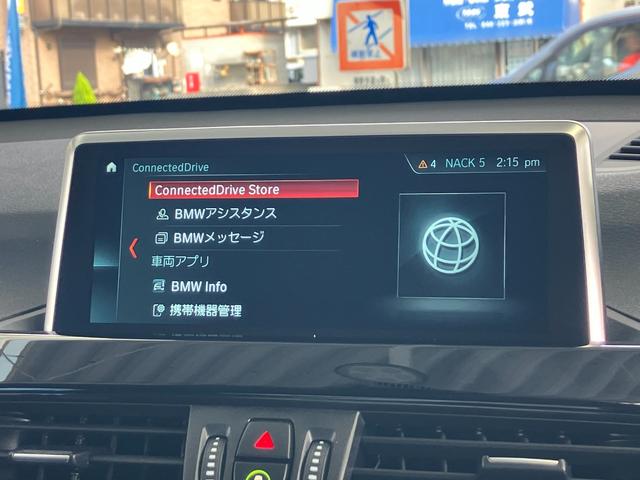 ConnectedDrive
4 NACK 5 2:15 pm
ConnectedDrive Store
BMWアシスタンス
BMWメッセージ
車両アプリ
BMW Info
携帯機器管理